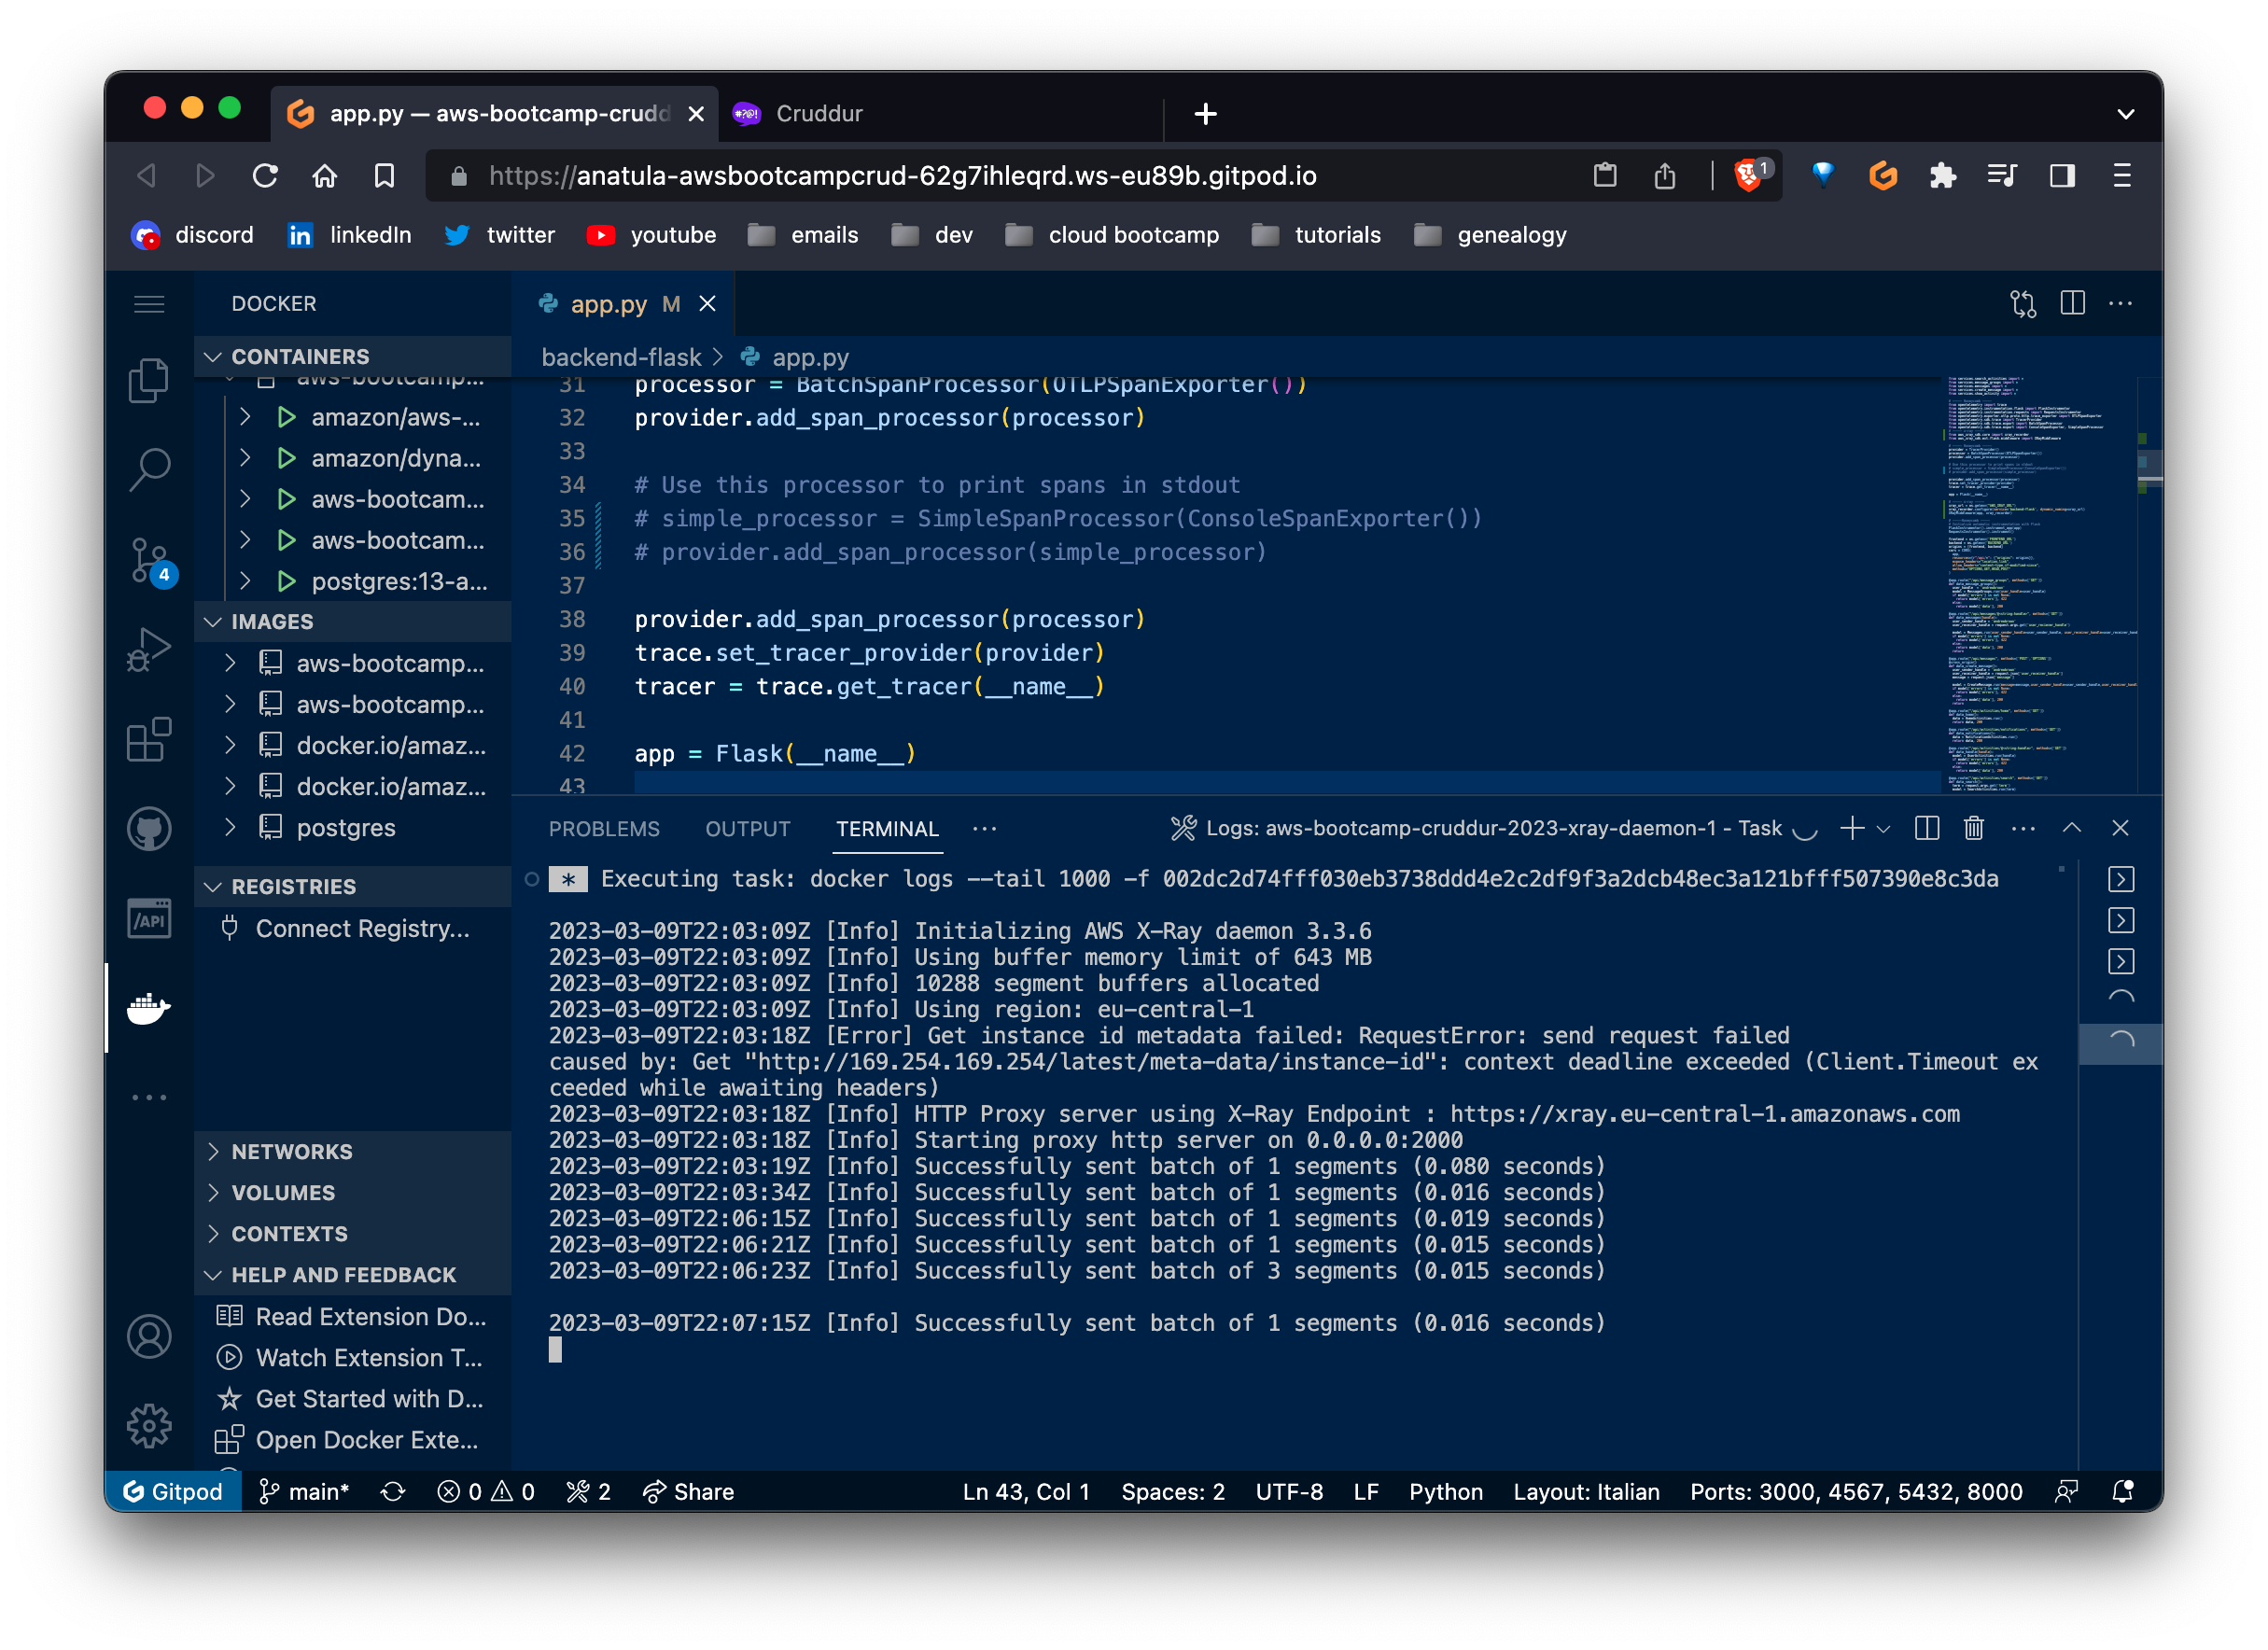 app.py — aws-bootcamp-crudd
Cruddur
https://anatula-awsbootcampcrud-62g7ihleqrd.ws-eu89b.gitpod.io
1
discord
linkedIn
twitter
youtube
emails
dev
cloud bootcamp
tutorials
genealogy
DOCKER
app.py M
CONTAINERS
backend-flask > app.py
aws-bootcamp...
amazon/aws-...
amazon/dyna...
aws-bootcam...
aws-bootcam...
postgres:13-a...
4
IMAGES
aws-bootcamp...
aws-bootcamp...
docker.io/amaz...
docker.io/amaz...
postgres
REGISTRIES
Connect Registry...
/API
NETWORKS
VOLUMES
CONTEXTS
HELP AND FEEDBACK
Read Extension Do...
Watch Extension T...
Get Started with D...
Open Docker Exte...
31 processor = BatchSpanProcessor(OTLPSpanExporter())
32 provider.add_span_processor(processor)
33
34 # Use this processor to print spans in stdout
35 # simple_processor = SimpleSpanProcessor(ConsoleSpanExporter())
36 # provider.add_span_processor(simple_processor)
37
38 provider.add_span_processor(processor)
39 trace.set_tracer_provider(provider)
40 tracer = trace.get_tracer(__name__)
41
42 app = Flask(__name__)
43
PROBLEMS OUTPUT TERMINAL ··· Logs: aws-bootcamp-cruddur-2023-xray-daemon-1 - Task
* Executing task: docker logs --tail 1000 -f 002dc2d74fff030eb3738ddd4e2c2df9f3a2dcb48ec3a121bfff507390e8c3da
2023-03-09T22:03:09Z [Info] Initializing AWS X-Ray daemon 3.3.6
2023-03-09T22:03:09Z [Info] Using buffer memory limit of 643 MB
2023-03-09T22:03:09Z [Info] 10288 segment buffers allocated
2023-03-09T22:03:09Z [Info] Using region: eu-central-1
2023-03-09T22:03:18Z [Error] Get instance id metadata failed: RequestError: send request failed
caused by: Get "http://169.254.169.254/latest/meta-data/instance-id": context deadline exceeded (Client.Timeout ex
ceeded while awaiting headers)
2023-03-09T22:03:18Z [Info] HTTP Proxy server using X-Ray Endpoint : https://xray.eu-central-1.amazonaws.com
2023-03-09T22:03:18Z [Info] Starting proxy http server on 0.0.0.0:2000
2023-03-09T22:03:19Z [Info] Successfully sent batch of 1 segments (0.080 seconds)
2023-03-09T22:03:34Z [Info] Successfully sent batch of 1 segments (0.016 seconds)
2023-03-09T22:06:15Z [Info] Successfully sent batch of 1 segments (0.019 seconds)
2023-03-09T22:06:21Z [Info] Successfully sent batch of 1 segments (0.015 seconds)
2023-03-09T22:06:23Z [Info] Successfully sent batch of 3 segments (0.015 seconds)
2023-03-09T22:07:15Z [Info] Successfully sent batch of 1 segments (0.016 seconds)
Gitpod main* 0 0 2 Share Ln 43, Col 1 Spaces: 2 UTF-8 LF Python Layout: Italian Ports: 3000, 4567, 5432, 8000